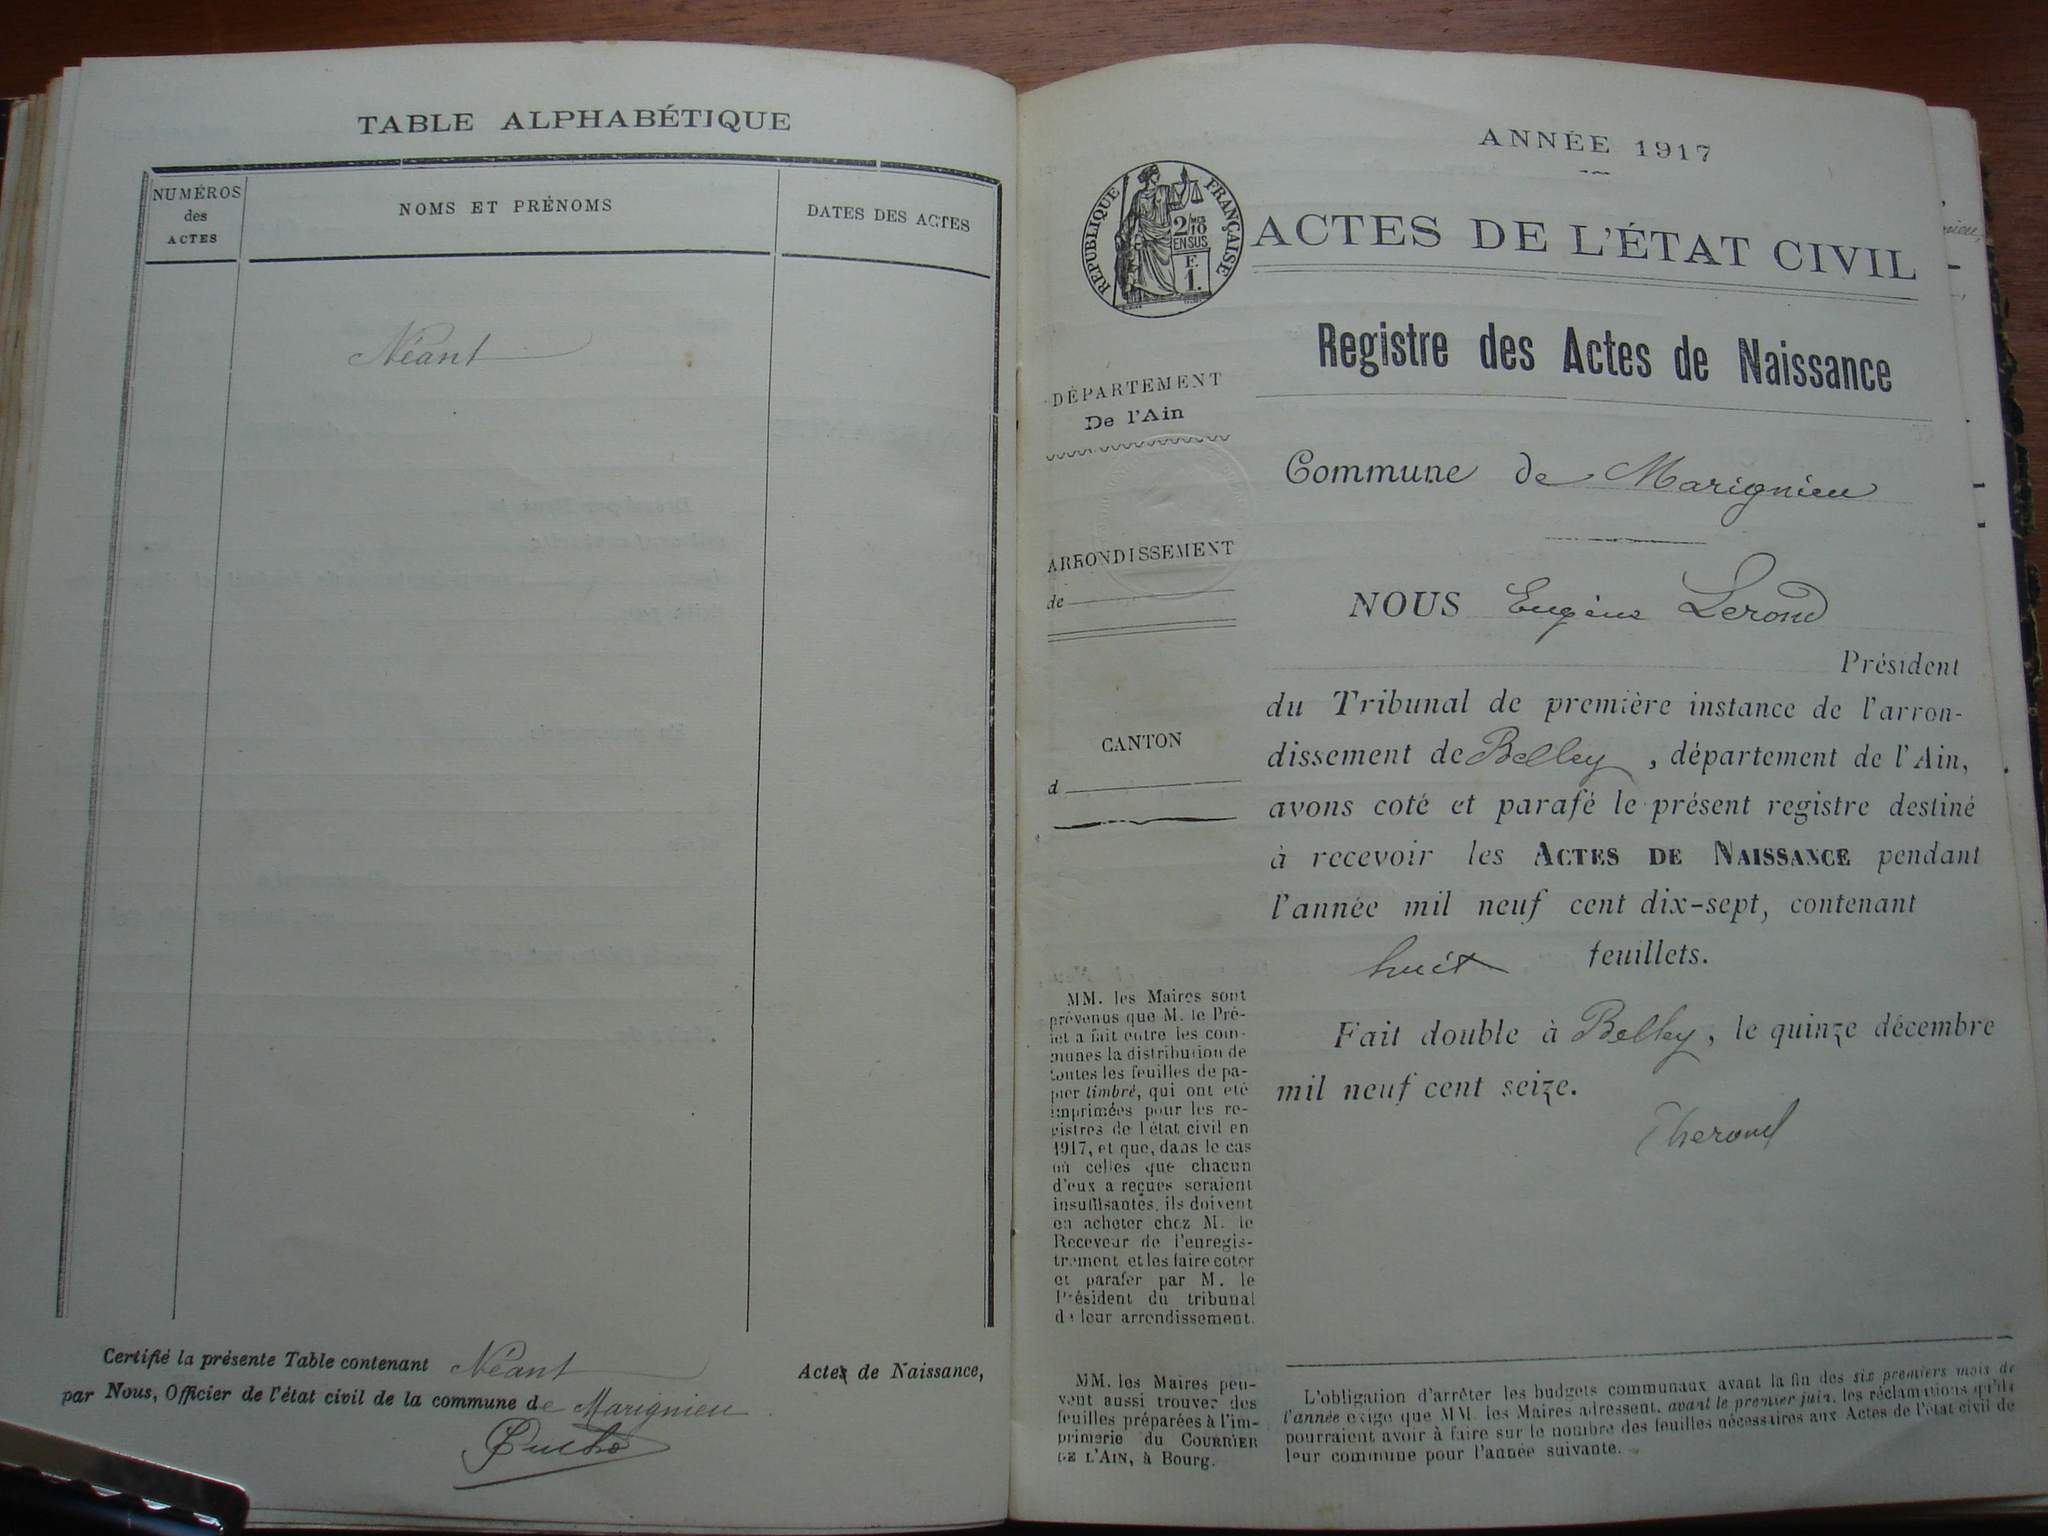 TABLE ALPHABÉTIQUE
NUMÉROS
des
ACTES
NOMS ET PRÉNOMS
DATES DES ACTES
Néant
Certifié la présente Table contenant Néant Actes de Naissance,
par Nous, Officier de l'état civil de la commune de Marignieu
ANNÉE 1917
RÉPUBLIQUE FRANÇAISE
2/10
EN SUS
F.
1.
ACTES DE L'ÉTAT CIVIL
Registre des Actes de Naissance
DÉPARTEMENT
De l'Ain
ARRONDISSEMENT
de
CANTON
d
MM. les Maires sont
prévenus que M. le Pré-
fet a fait entre les com-
munes la distribution de
toutes les feuilles de pa-
pier timbré, qui ont été
imprimées pour les re-
gistres de l'état civil en
1917, et que, dans le cas
où celles que chacun
d'eux a reçues seraient
insuffisantes, ils doivent
en acheter chez M. le
Receveur de l'enregis-
trement et les faire coter
et parafer par M. le
Président du tribunal
de leur arrondissement.
MM. les Maires peu-
vent aussi trouver des
feuilles préparées à l'im-
primerie du COURRIER
DE L'AIN, à Bourg.
Commune de Marignieu
NOUS Eugène
Président
du Tribunal de première instance de l'arron-
dissement de Belley, département de l'Ain,
avons coté et parafé le présent registre destiné
à recevoir les ACTES DE NAISSANCE pendant
l'année mil neuf cent dix-sept, contenant
huit feuillets.
Fait double à Belley, le quinze décembre
mil neuf cent seize.
L'obligation d'arrêter les budgets communaux avant la fin des six premiers mois de
l'année exige que MM. les Maires adressent, avant le premier juin, les réclamations qu'ils
pourraient avoir à faire sur le nombre des feuilles nécessaires aux Actes de l'état civil de
leur commune pour l'année suivante.